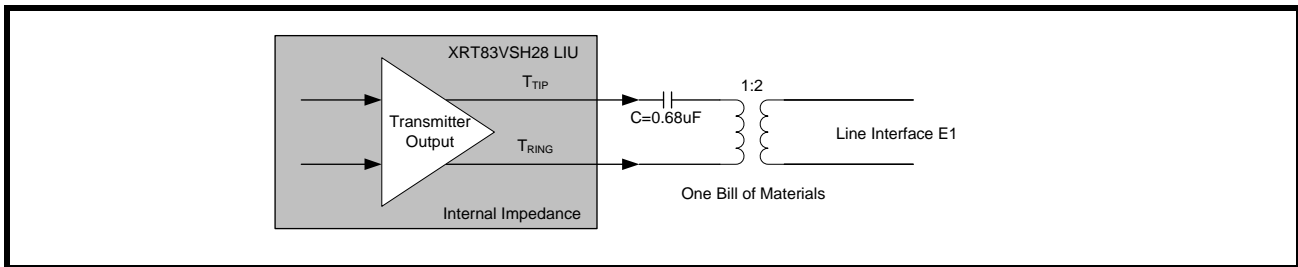 XRT83VSH28 LIU
TTIP
1:2
C=0.68uF
Transmitter
Output
Line Interface E1
TRING
One Bill of Materials
Internal Impedance